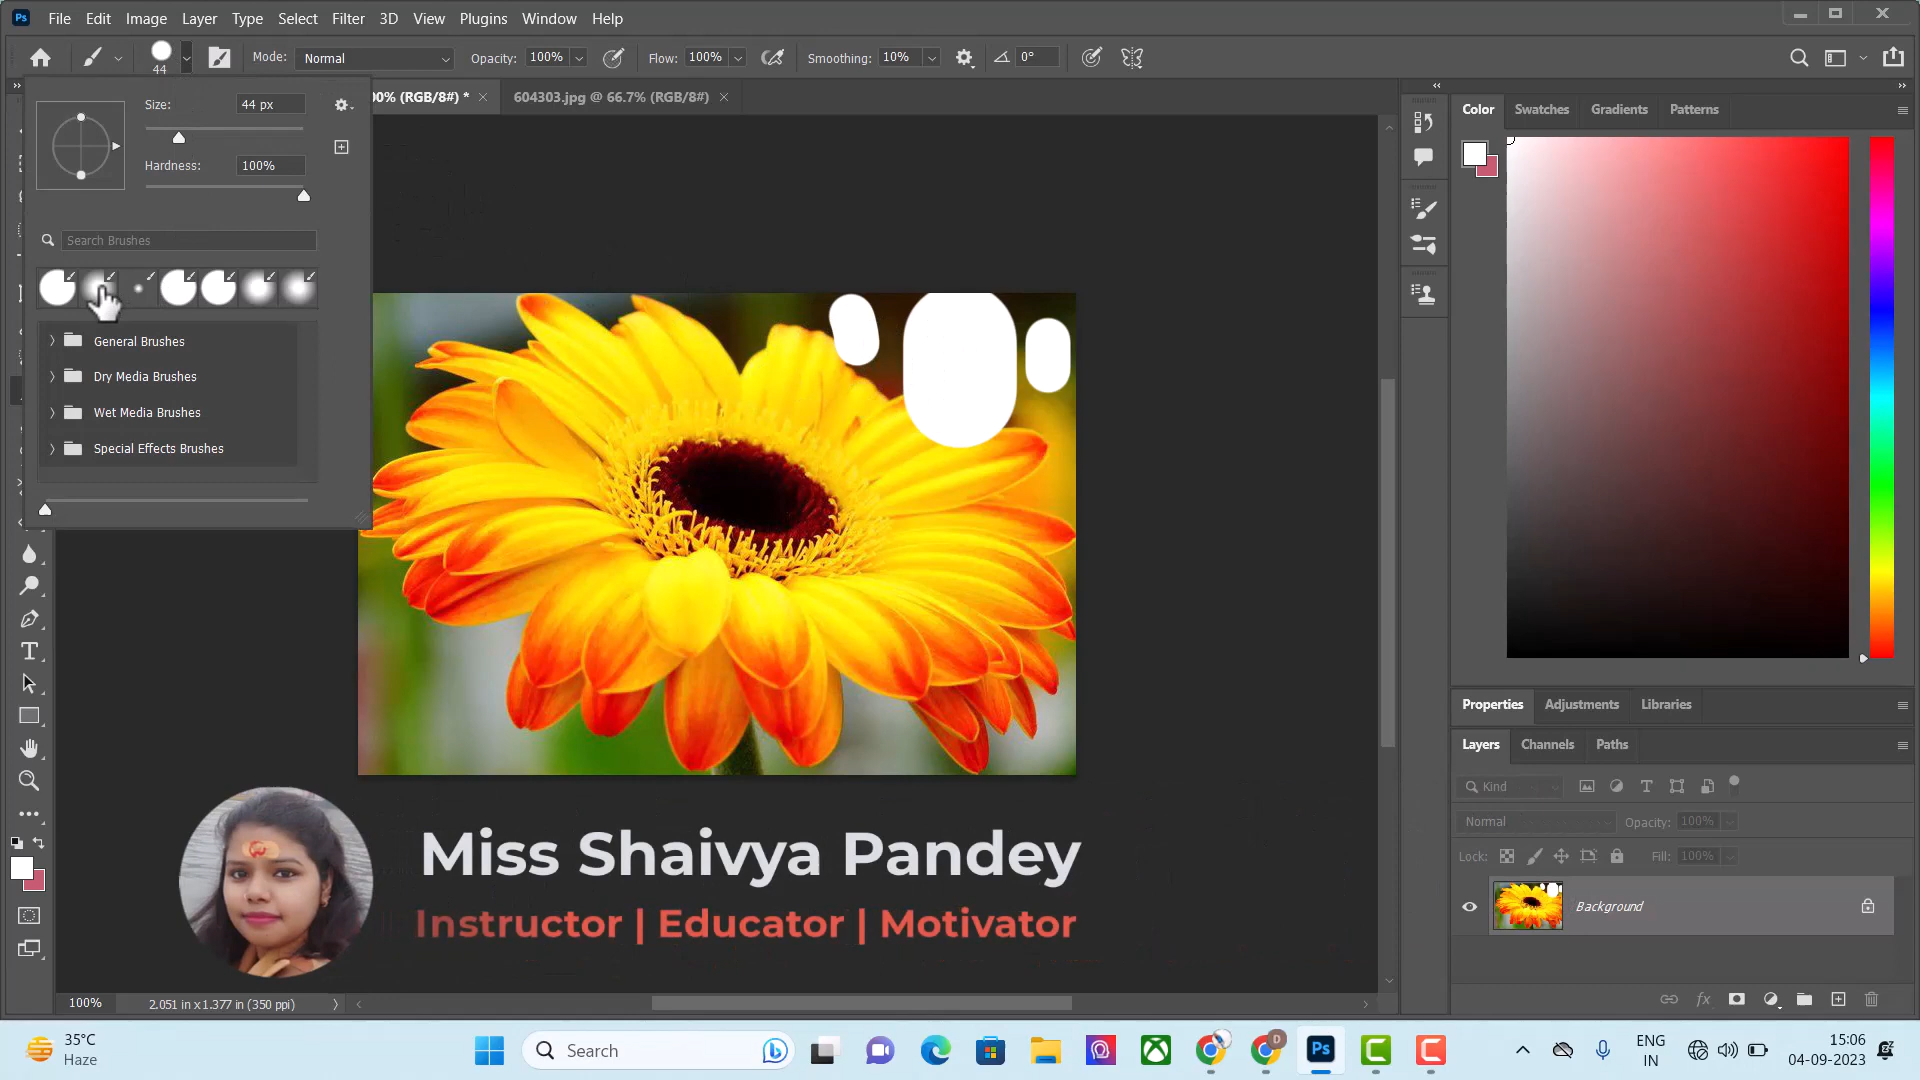 Ps File Edit Image Layer Type Select Filter 3D View Plugins Window Help
44 Mode: Normal Opacity: 100% Flow: 100% Smoothing: 10% 0°
00% (RGB/8#) * 604303.jpg @ 66.7% (RGB/8#)
Size: 44 px
Hardness: 100%
Search Brushes
General Brushes
Dry Media Brushes
Wet Media Brushes
Special Effects Brushes
Color Swatches Gradients Patterns
Properties Adjustments Libraries
Layers Channels Paths
Kind
Normal Opacity: 100%
Lock: Fill: 100%
Background
fx
Miss Shaivya Pandey
Instructor | Educator | Motivator
100% 2.051 in x 1.377 in (350 ppi)
35°C
Haze
Search
D
Ps
ENG
IN
15:06
04-09-2023